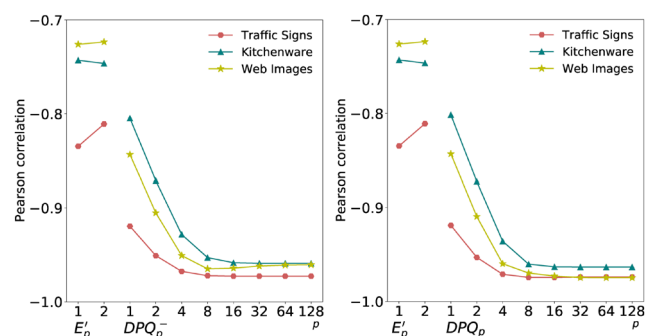 Pearson correlation
−0.7
−0.8
−0.9
−1.0
Traffic Signs
Kitchenware
Web Images
1 2 1 2 4 8 16 32 64 128
E′p DPQp− p
Pearson correlation
−0.7
−0.8
−0.9
−1.0
Traffic Signs
Kitchenware
Web Images
1 2 1 2 4 8 16 32 64 128
E′p DPQp p